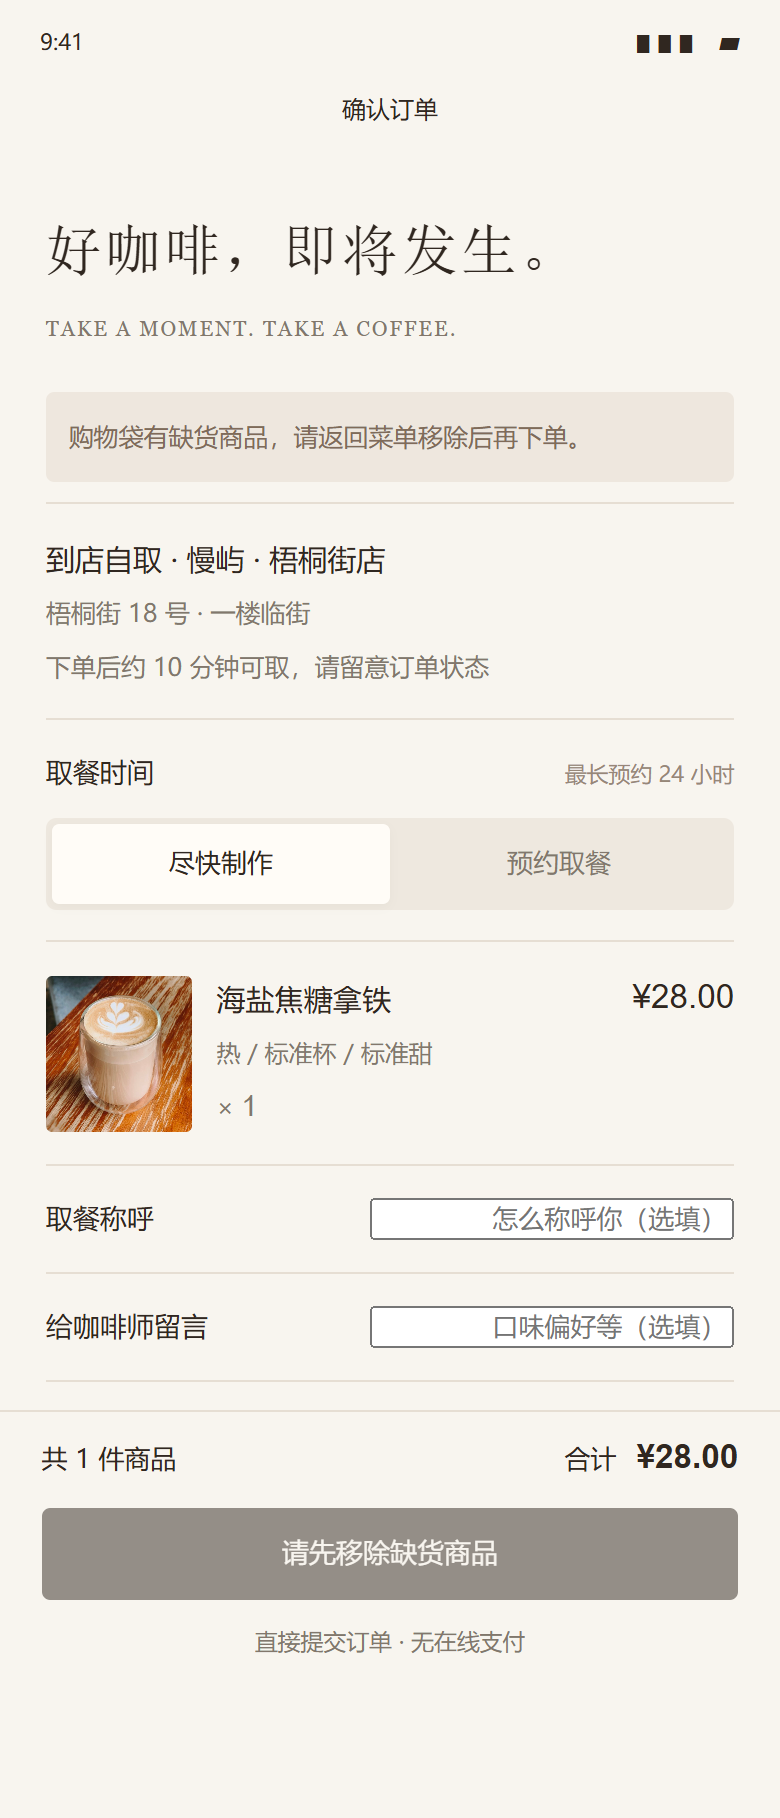 9:41
确认订单
好咖啡，即将发生。
TAKE A MOMENT. TAKE A COFFEE.
购物袋有缺货商品，请返回菜单移除后再下单。
到店自取 · 慢屿 · 梧桐街店
梧桐街 18 号 · 一楼临街
下单后约 10 分钟可取，请留意订单状态
取餐时间 最长预约 24 小时
尽快制作 预约取餐
海盐焦糖拿铁 ¥28.00
热 / 标准杯 / 标准甜
× 1
取餐称呼 怎么称呼你（选填）
给咖啡师留言 口味偏好等（选填）
共 1 件商品 合计 ¥28.00
请先移除缺货商品
直接提交订单 · 无在线支付